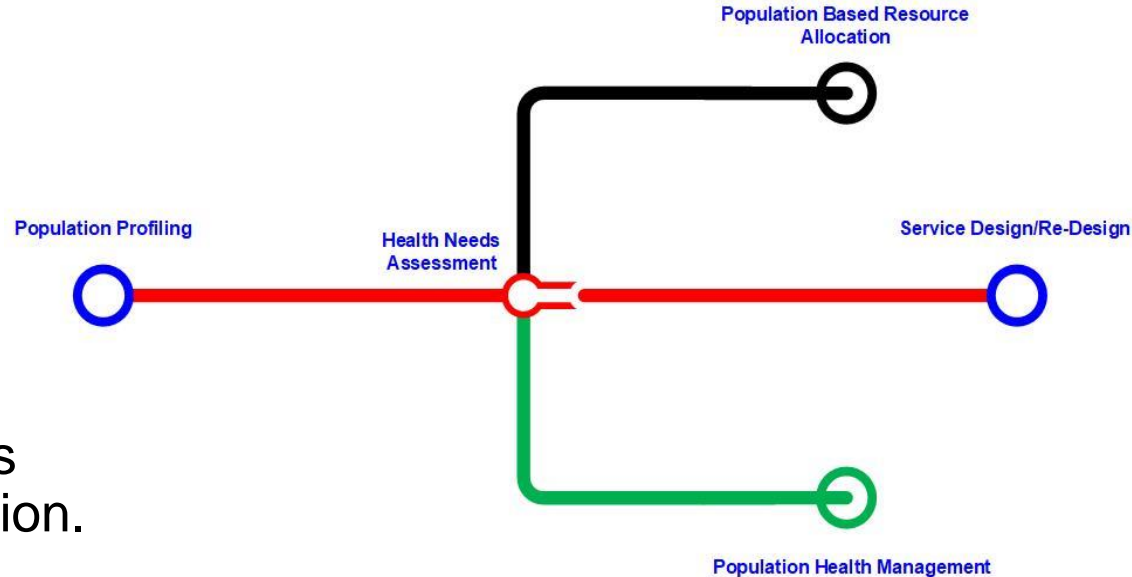 Population Based Resource
Allocation
Population Profiling
Health Needs
Assessment
Service Design/Re-Design
s
ion.
Population Health Management